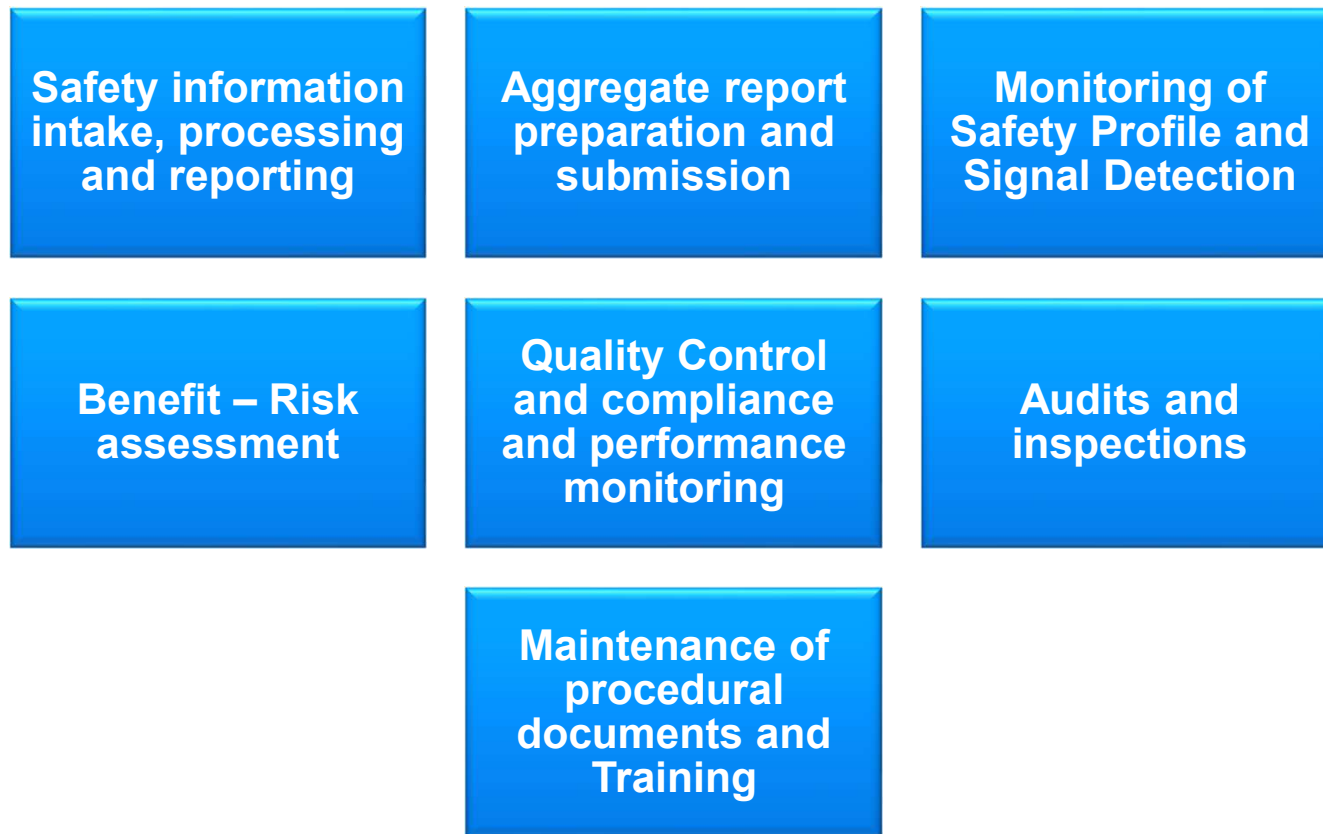 Safety information
intake, processing
and reporting
Aggregate report
preparation and
submission
Monitoring of
Safety Profile and
Signal Detection
Benefit – Risk
assessment
Quality Control
and compliance
and performance
monitoring
Audits and
inspections
Maintenance of
procedural
documents and
Training